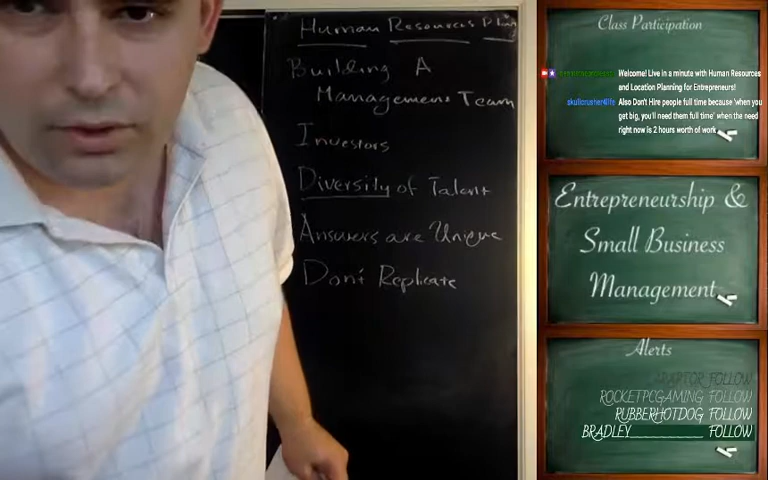 Human Resources
Building A
Management Team
Investors
Diversity of Talent
Answers are Unique
Don't Replicate
Class Participation
Welcome! Live in a minute with Human Resources
and Location Planning for Entrepreneurs!
skullcrusher4life Also Don't Hire people full time because 'when you
get big, you'll need them full time' when the need
right now is 2 hours worth of work
Entrepreneurship &
Small Business
Management
Alerts
FOLLOW
ROCKETPCGAMING FOLLOW
RUBBERHOTDOG FOLLOW
BRADLEY______________ FOLLOW